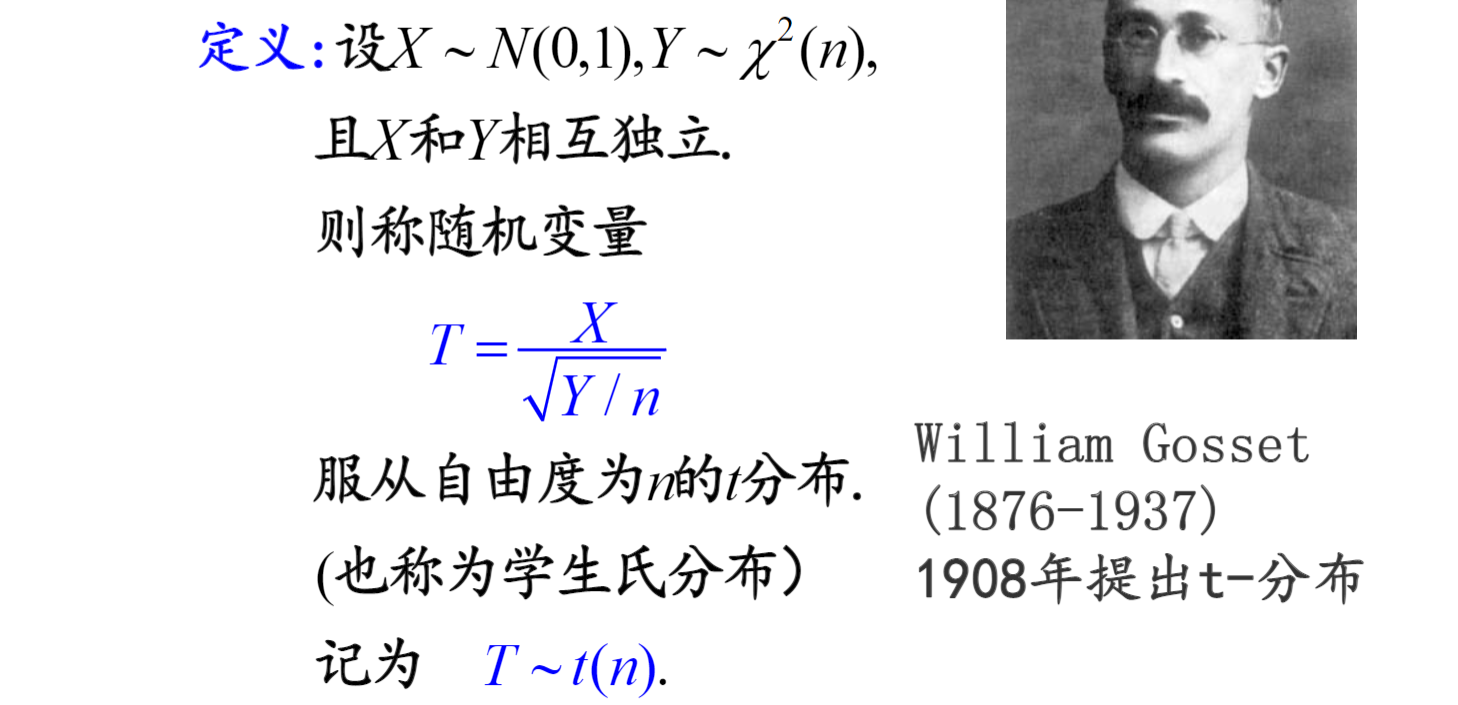 定义:设X ~ N(0,1),Y ~ χ²(n),
且X和Y相互独立.
则称随机变量
T = X / √(Y / n)
服从自由度为n的t分布.
(也称为学生氏分布）
记为 T ~ t(n).
William Gosset
(1876-1937)
1908年提出t-分布